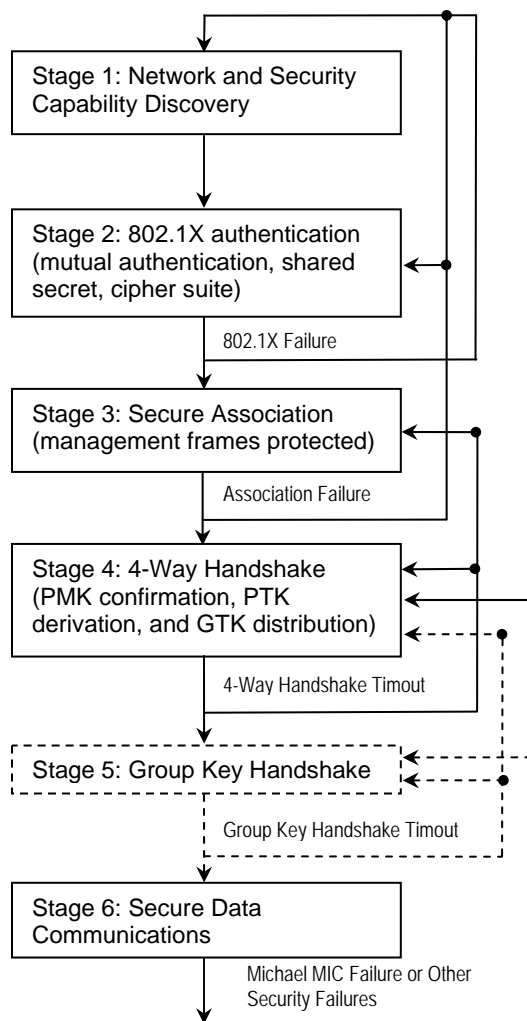 Stage 1: Network and Security
Capability Discovery
Stage 2: 802.1X authentication
(mutual authentication, shared
secret, cipher suite)
802.1X Failure
Stage 3: Secure Association
(management frames protected)
Association Failure
Stage 4: 4-Way Handshake
(PMK confirmation, PTK
derivation, and GTK distribution)
4-Way Handshake Timout
Stage 5: Group Key Handshake
Group Key Handshake Timout
Stage 6: Secure Data
Communications
Michael MIC Failure or Other
Security Failures